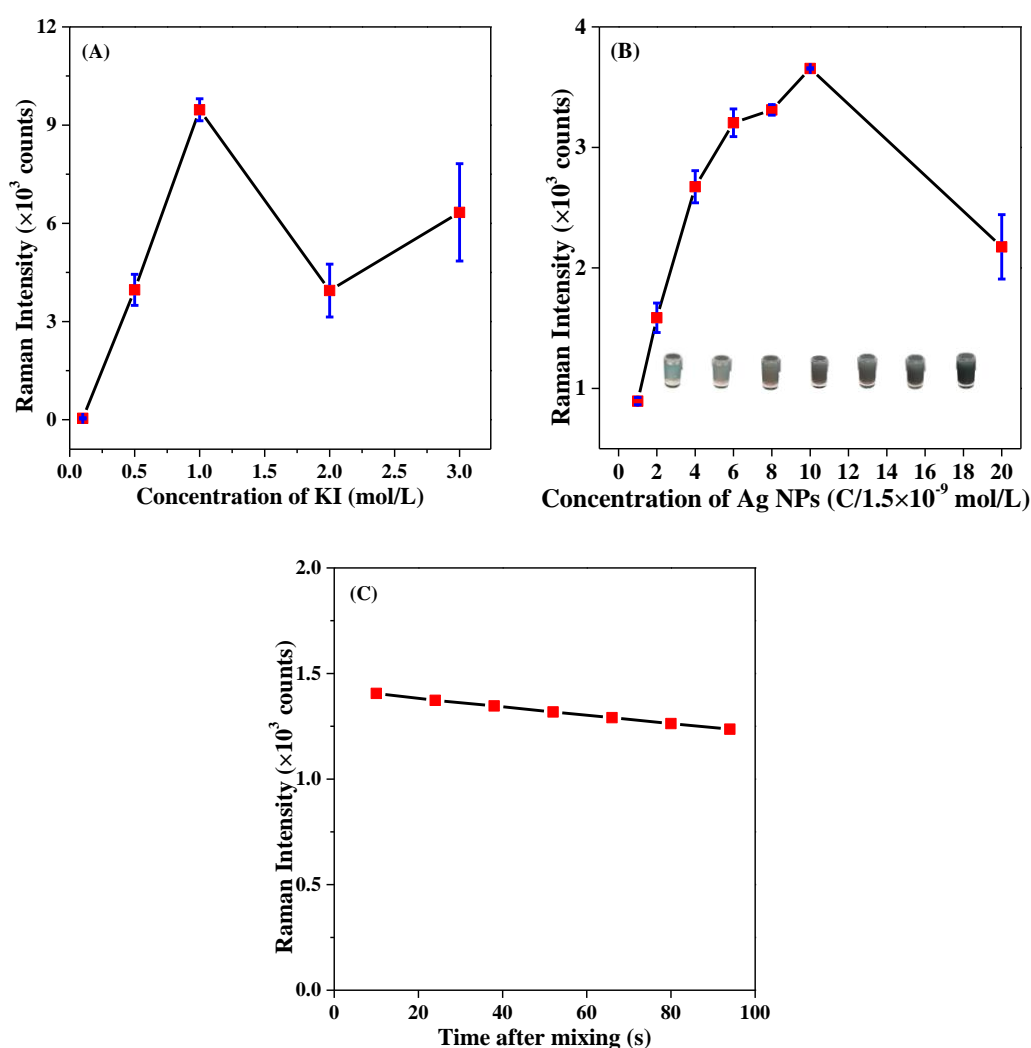 (A)
12
9
6
3
0
Raman Intensity (×10³ counts)
0.0 0.5 1.0 1.5 2.0 2.5 3.0
Concentration of KI (mol/L)
(B)
4
3
2
1
Raman Intensity (×10³ counts)
0 2 4 6 8 10 12 14 16 18 20
Concentration of Ag NPs (C/1.5×10⁻⁹ mol/L)
(C)
2.0
1.5
1.0
0.5
0.0
Raman Intensity (×10³ counts)
0 20 40 60 80 100
Time after mixing (s)